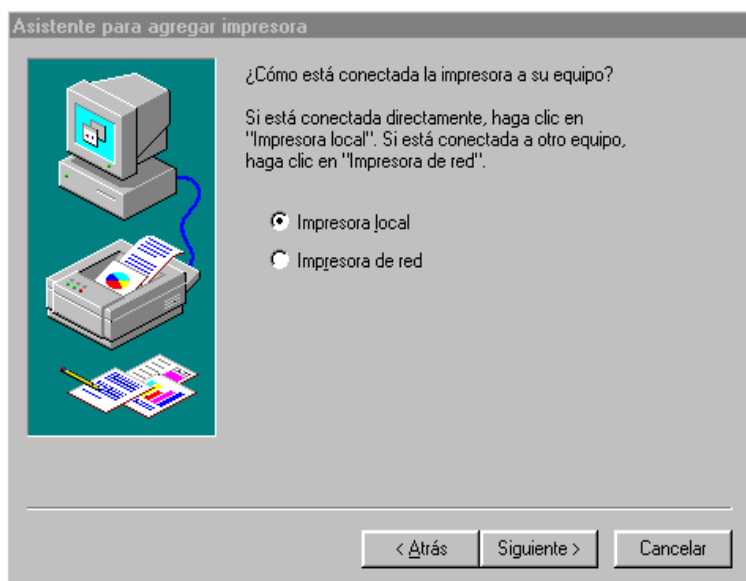 Asistente para agregar impresora
¿Cómo está conectada la impresora a su equipo?
Si está conectada directamente, haga clic en
"Impresora local". Si está conectada a otro equipo,
haga clic en "Impresora de red".
Impresora local
Impresora de red
< Atrás
Siguiente >
Cancelar